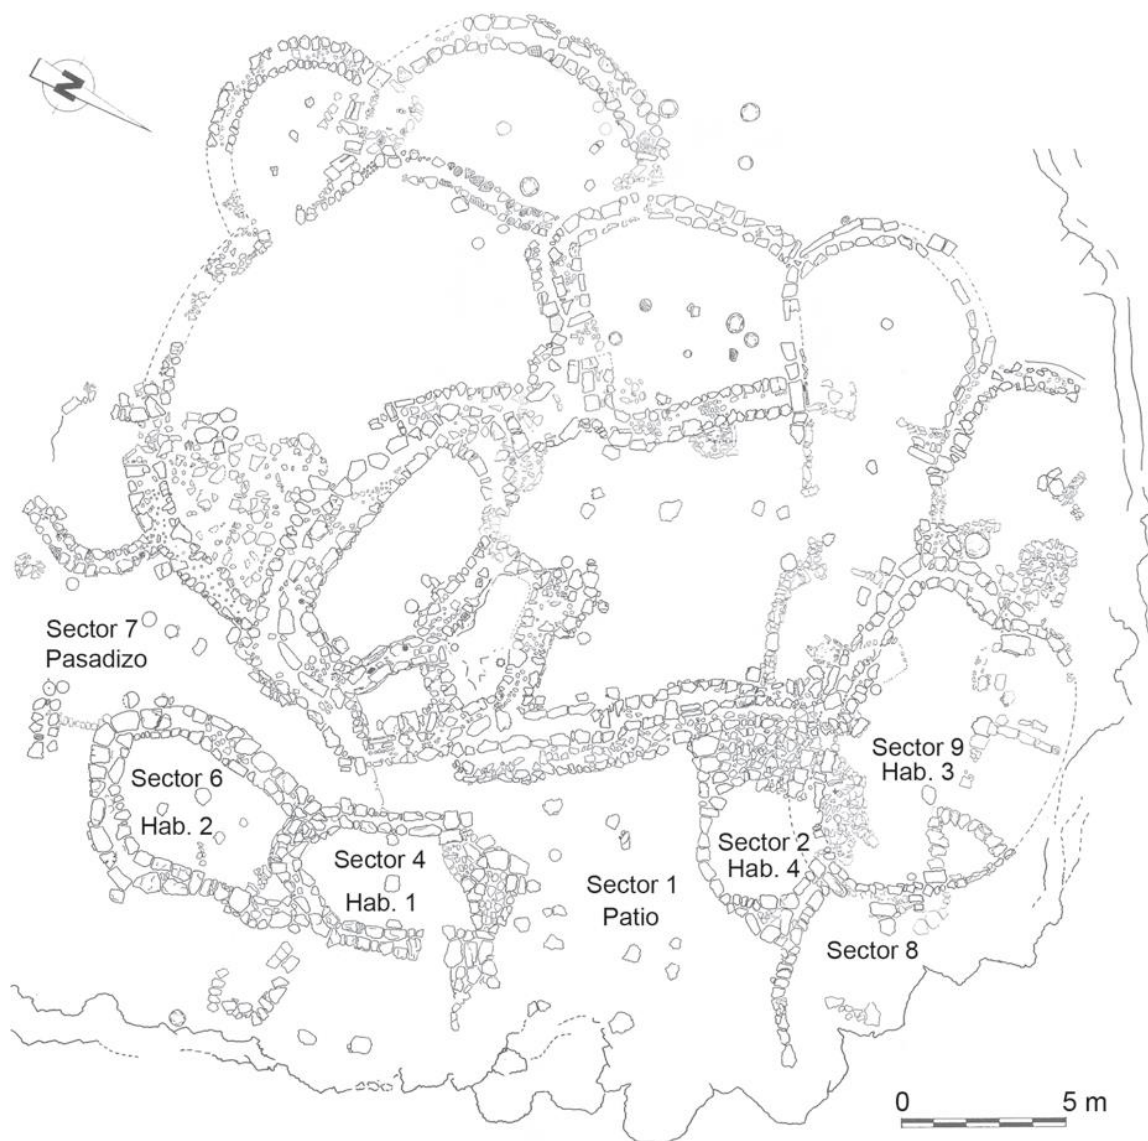 N
Sector 7
Pasadizo
Sector 6
Hab. 2
Sector 4
Hab. 1
Sector 1
Patio
Sector 2
Hab. 4
Sector 9
Hab. 3
Sector 8
0 5 m